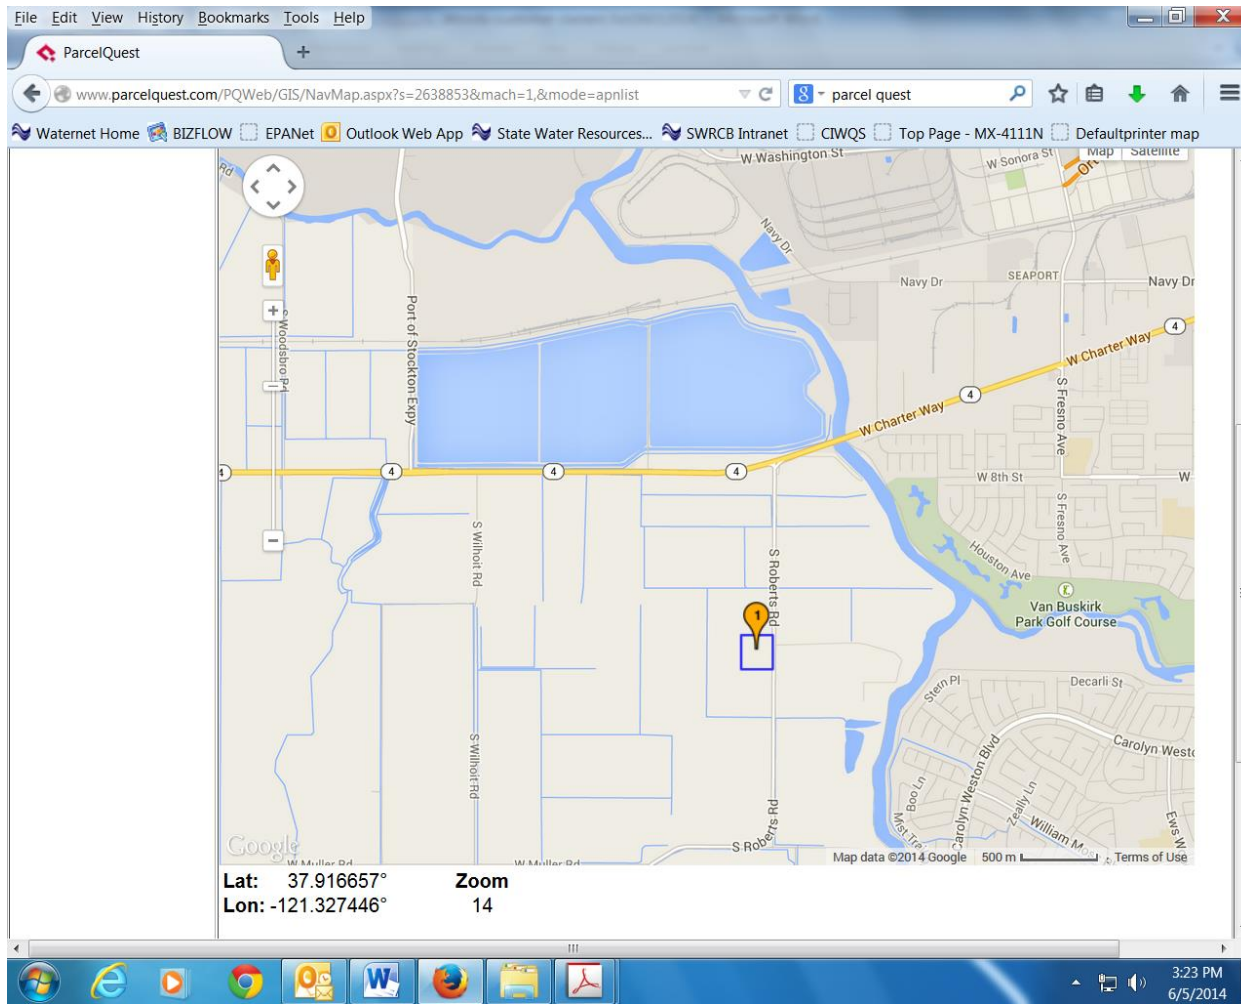 File Edit View History Bookmarks Tools Help
ParcelQuest
www.parcelquest.com/PQWeb/GIS/NavMap.aspx?s=2638853&mach=1,&mode=apnlist
parcel quest
Waternet Home BIZFLOW EPANet Outlook Web App State Water Resources... SWRCB Intranet CIWQS Top Page - MX-4111N Defaultprinter map
W Washington St
W Sonora St
Map Satellite
Rd
Navy Dr
SEAPORT
Navy Dr
Navy Dr
S Woodsbro Rd
Port of Stockton Expy
4
W Charter Way
4
W Charter Way
S Fresno Ave
4
4
4
4
W 8th St
W
S Wilhoit Rd
S Roberts Rd
S Fresno Ave
Houston Ave
1
Van Buskirk
Park Golf Course
Stern Pl
Decarli St
S Wilhoit Rd
Carolyn Weston Blvd
Carolyn Westo
Boo Ln
Zeally Ln
Mist Tra
William Mos
Ews W
S Roberts Rd
Google
W Muller Rd
W Muller Rd
Map data ©2014 Google 500 m Terms of Use
Lat: 37.916657° Zoom
Lon: -121.327446° 14
3:23 PM
6/5/2014